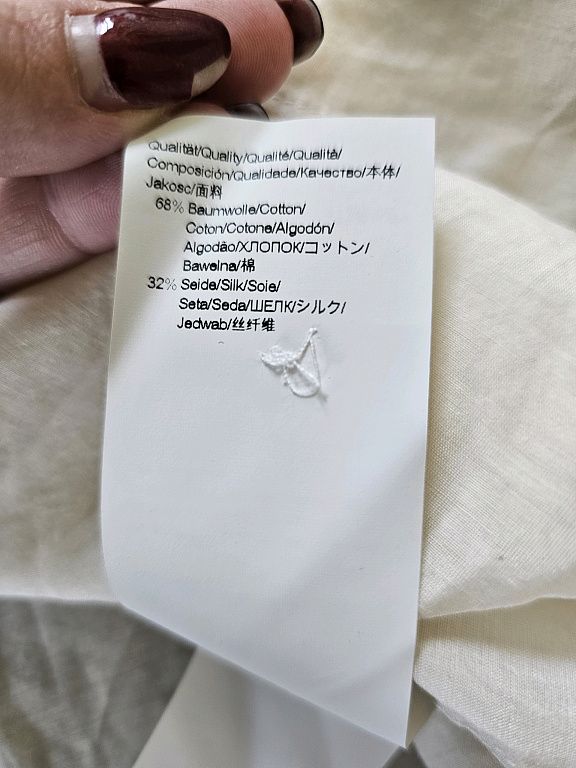 Qualität/Quality/Qualité/Qualità/
Composición/Qualidade/Качество/本体/
Jakosc/面料
68% Baumwolle/Cotton/
Coton/Cotone/Algodón/
Algodão/ХЛОПОК/コットン/
Bawelna/棉
32% Seide/Silk/Soie/
Seta/Seda/ШЕЛК/シルク/
Jedwab/丝纤维